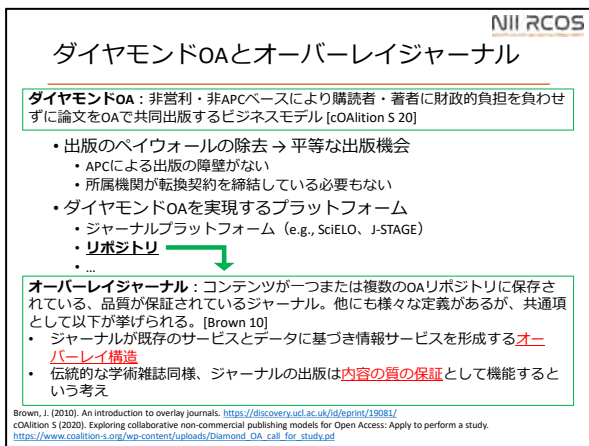 NII RCOS
ダイヤモンドOAとオーバーレイジャーナル
ダイヤモンドOA：非営利・非APCベースにより購読者・著者に財政的負担を負わせ
ずに論文をOAで共同出版するビジネスモデル [cOAlition S 20]
• 出版のペイウォールの除去 → 平等な出版機会
• APCによる出版の障壁がない
• 所属機関が転換契約を締結している必要もない
• ダイヤモンドOAを実現するプラットフォーム
• ジャーナルプラットフォーム（e.g., SciELO、J-STAGE）
• リポジトリ
• ...
オーバーレイジャーナル：コンテンツが一つまたは複数のOAリポジトリに保存さ
れている、品質が保証されているジャーナル。他にも様々な定義があるが、共通項
として以下が挙げられる。[Brown 10]
• ジャーナルが既存のサービスとデータに基づき情報サービスを形成するオー
バーレイ構造
• 伝統的な学術雑誌同様、ジャーナルの出版は内容の質の保証として機能すると
いう考え
Brown, J. (2010). An introduction to overlay journals. https://discovery.ucl.ac.uk/id/eprint/19081/
cOAlition S (2020). Exploring collaborative non-commercial publishing models for Open Access: Apply to perform a study.
https://www.coalition-s.org/wp-content/uploads/Diamond_OA_call_for_study.pd